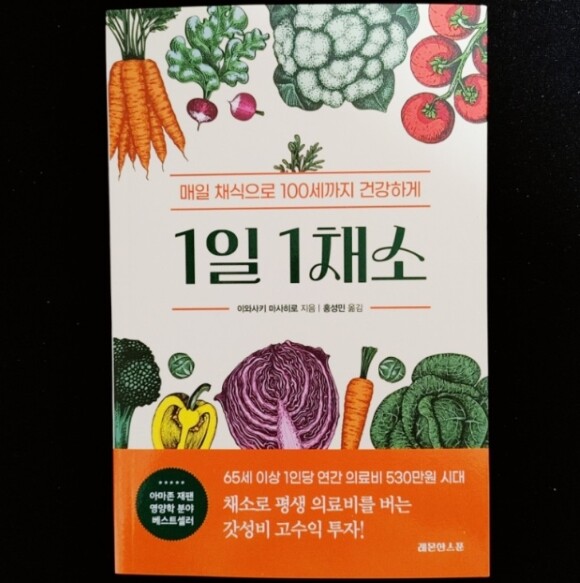 매일 채식으로 100세까지 건강하게
1일 1채소
이와사키 마사히로 지음 | 홍성민 옮김
65세 이상 1인당 연간 의료비 530만원 시대
채소로 평생 의료비를 버는
갓성비 고수익 투자!
★★★★★
아마존 재팬
영양학 분야
베스트셀러
레몬한스푼